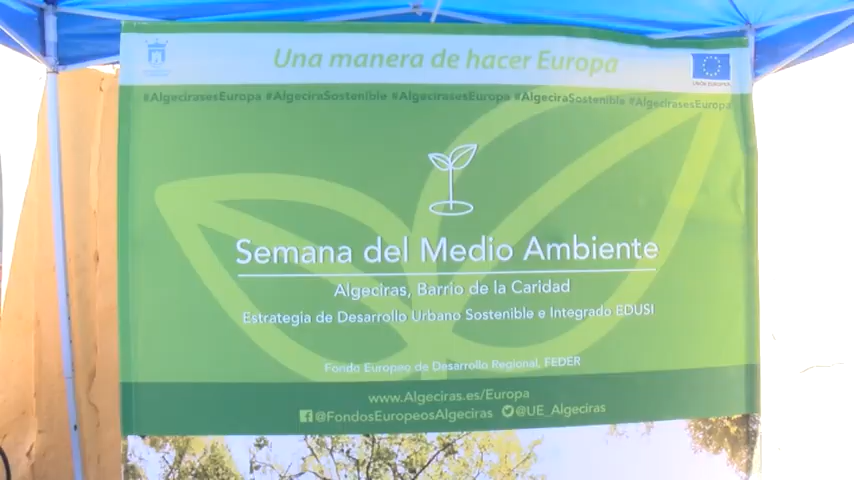 Una manera de hacer Europa
UNIÓN EUROPEA
#AlgecirasesEuropa #AlgeciraSostenible #AlgecirasesEuropa #AlgeciraSostenible #AlgecirasesEuropa
Semana del Medio Ambiente
Algeciras, Barrio de la Caridad
Estrategia de Desarrollo Urbano Sostenible e Integrado EDUSI
Fondo Europeo de Desarrollo Regional, FEDER
www.Algeciras.es/Europa
@FondosEuropeosAlgeciras @UE_Algeciras